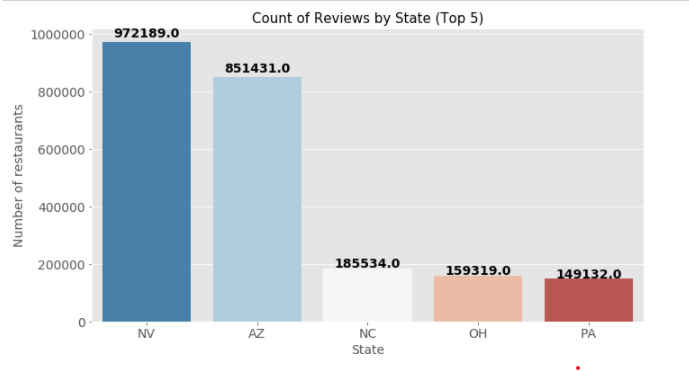 Count of Reviews by State (Top 5)
Number of restaurants
1000000
800000
600000
400000
200000
0
972189.0
851431.0
185534.0
159319.0
149132.0
NV AZ NC OH PA
State